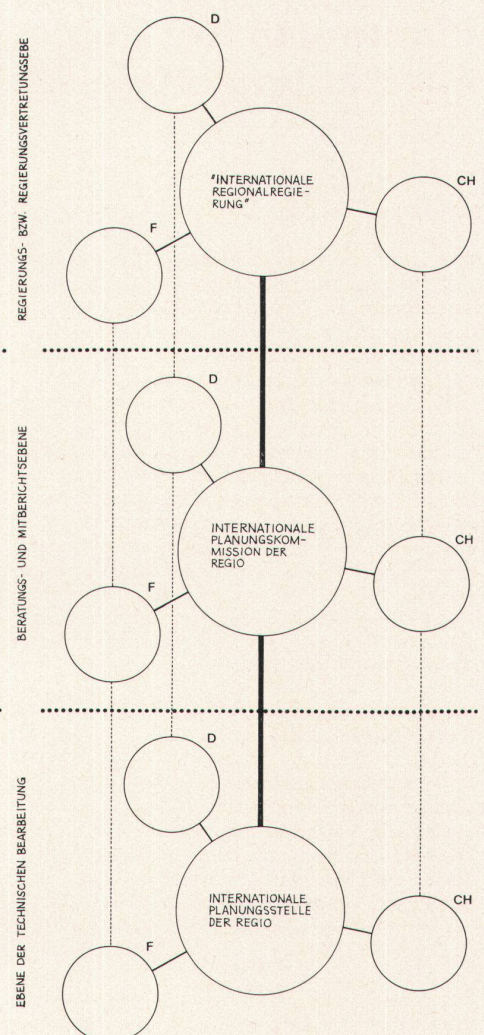 REGIERUNGS- BZW. REGIERUNGSVERTRETUNGSEBE
D
"INTERNATIONALE
REGIONALREGIE-
RUNG"
CH
F
BERATUNGS- UND MITBERICHTSEBENE
D
INTERNATIONALE
PLANUNGSKOM-
MISSION DER
REGIO
CH
F
EBENE DER TECHNISCHEN BEARBEITUNG
D
INTERNATIONALE
PLANUNGSSTELLE
DER REGIO
CH
F